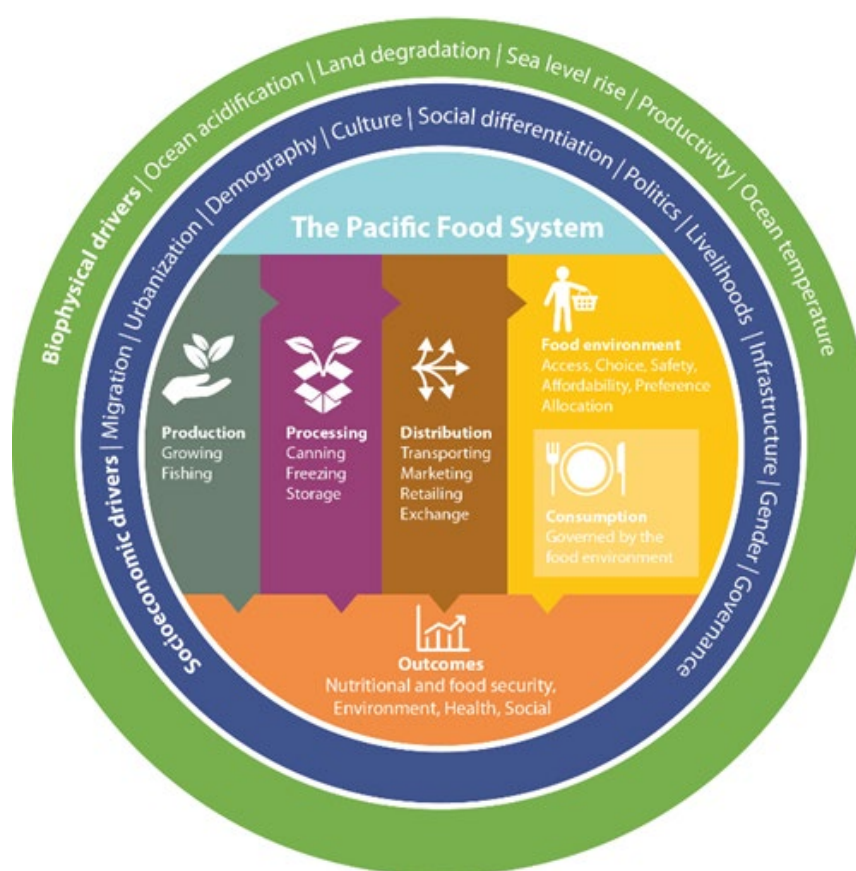 Biophysical drivers | Ocean acidification | Land degradation | Sea level rise | Productivity | Ocean temperature
Socioeconomic drivers | Migration | Urbanization | Demography | Culture | Social differentiation | Politics | Livelihoods | Infrastructure | Gender | Governance
The Pacific Food System
Production
Growing
Fishing
Processing
Canning
Freezing
Storage
Distribution
Transporting
Marketing
Retailing
Exchange
Food environment
Access, Choice, Safety,
Affordability, Preference
Allocation
Consumption
Governed by the
food environment
Outcomes
Nutritional and food security,
Environment, Health, Social